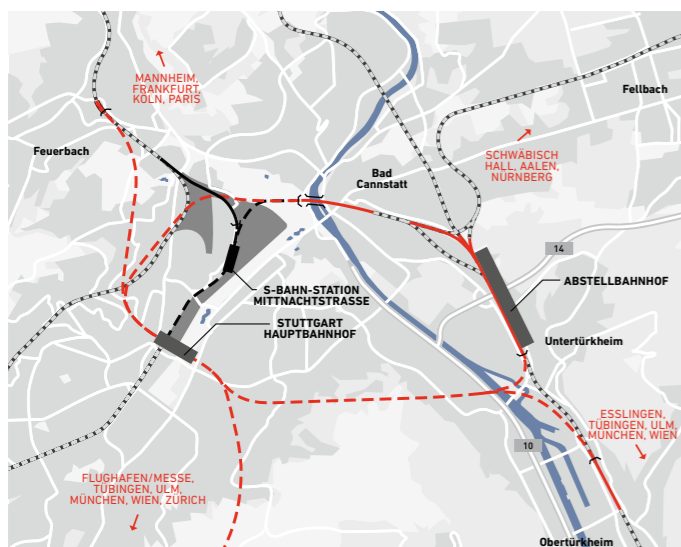 MANNHEIM,
FRANKFURT,
KÖLN, PARIS
Fellbach
Feuerbach
SCHWÄBISCH
HALL, AALEN,
NÜRNBERG
Bad
Cannstatt
14
ABSTELLBAHNHOF
S-BAHN-STATION
MITTNACHTSTRASSE
STUTTGART
HAUPTBAHNHOF
Untertürkheim
ESSLINGEN,
TÜBINGEN, ULM,
MÜNCHEN, WIEN
10
FLUGHAFEN/MESSE,
TÜBINGEN, ULM,
MÜNCHEN, WIEN, ZÜRICH
Obertürkheim